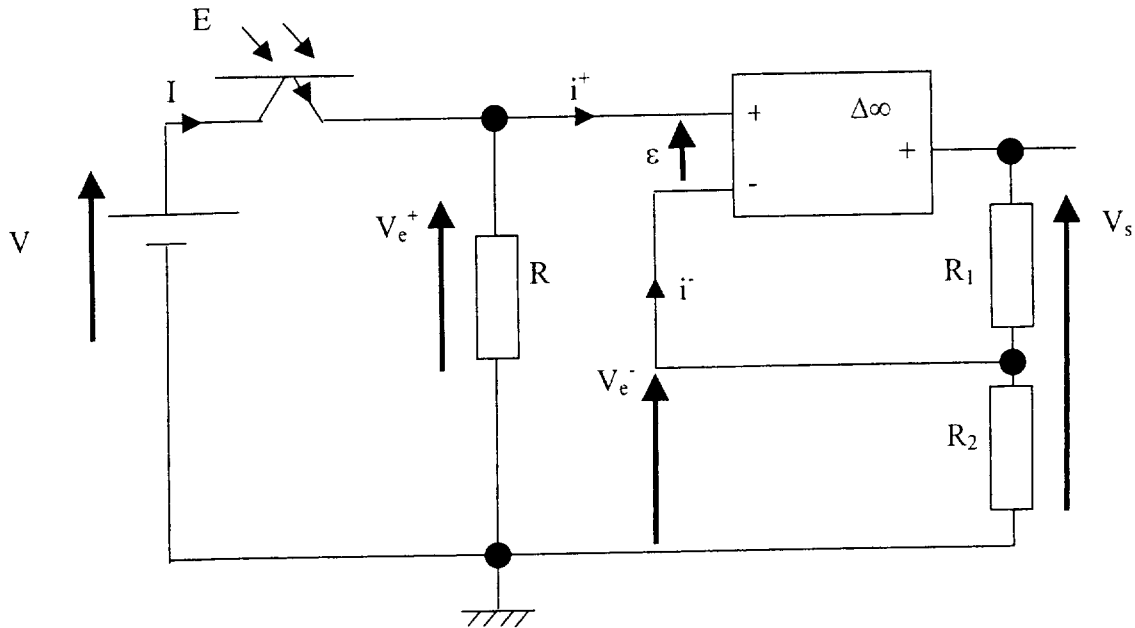 E
I
i⁺
+
Δ∞
+
ε
-
V
Vₑ⁺
R
Vₛ
R₁
i⁻
Vₑ⁻
R₂